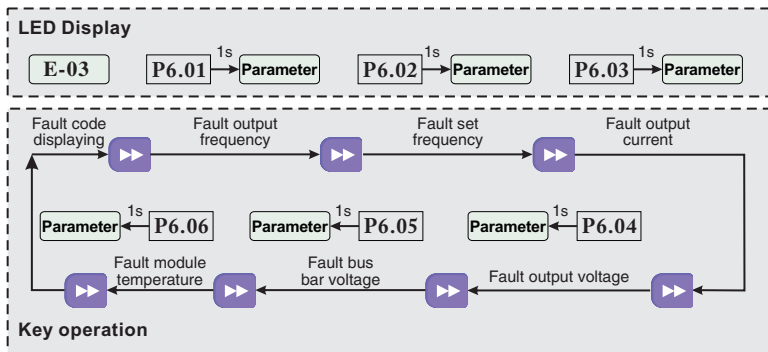 LED Display
E-03
P6.01
1s
Parameter
P6.02
1s
Parameter
P6.03
1s
Parameter
Fault code
displaying
Fault output
frequency
Fault set
frequency
Fault output
current
Parameter
1s
P6.06
Parameter
1s
P6.05
Parameter
1s
P6.04
Fault module
temperature
Fault bus
bar voltage
Fault output voltage
Key operation